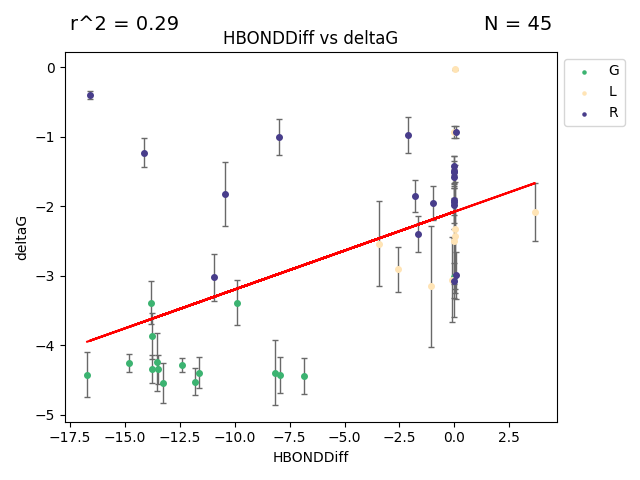 r^2 = 0.29
N = 45
HBONDDiff vs deltaG
G
L
R
0
−1
−2
−3
−4
−5
deltaG
−17.5
−15.0
−12.5
−10.0
−7.5
−5.0
−2.5
0.0
2.5
HBONDDiff